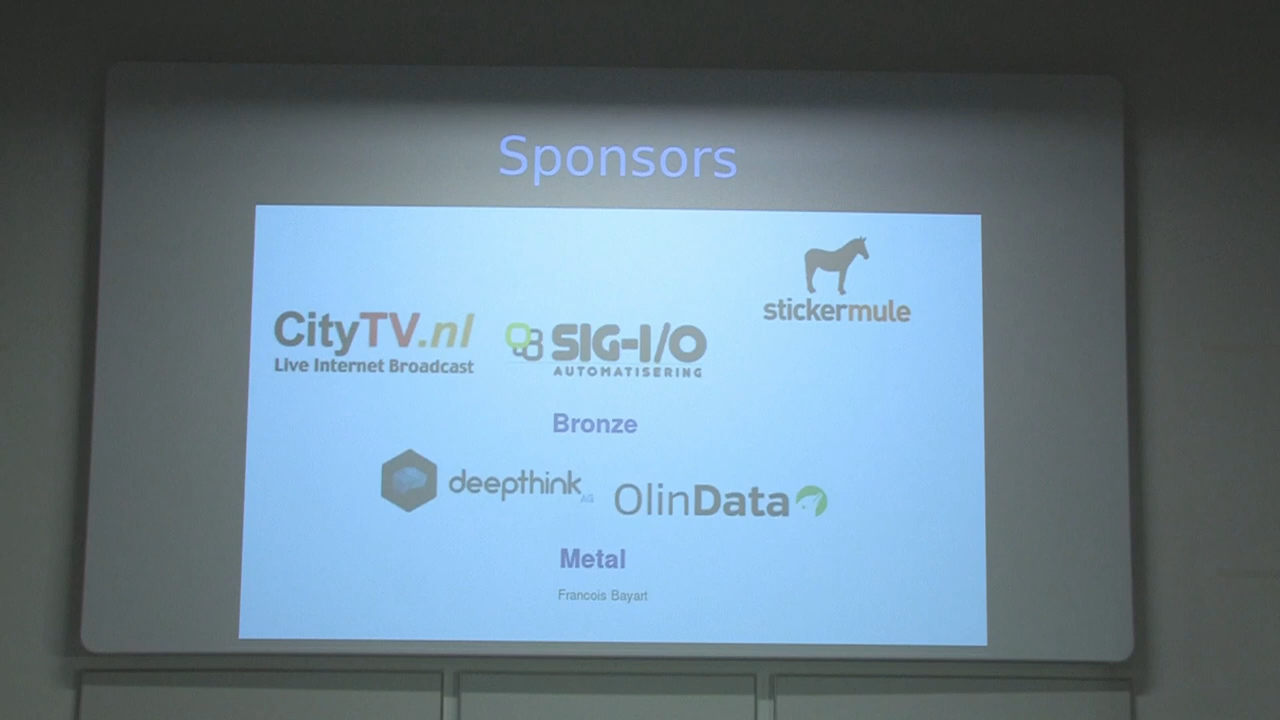 Sponsors
stickermule
CityTV.nl
Live Internet Broadcast
SIG-I/O
AUTOMATISERING
Bronze
deepthink AG
OlinData
Metal
Francois Bayart